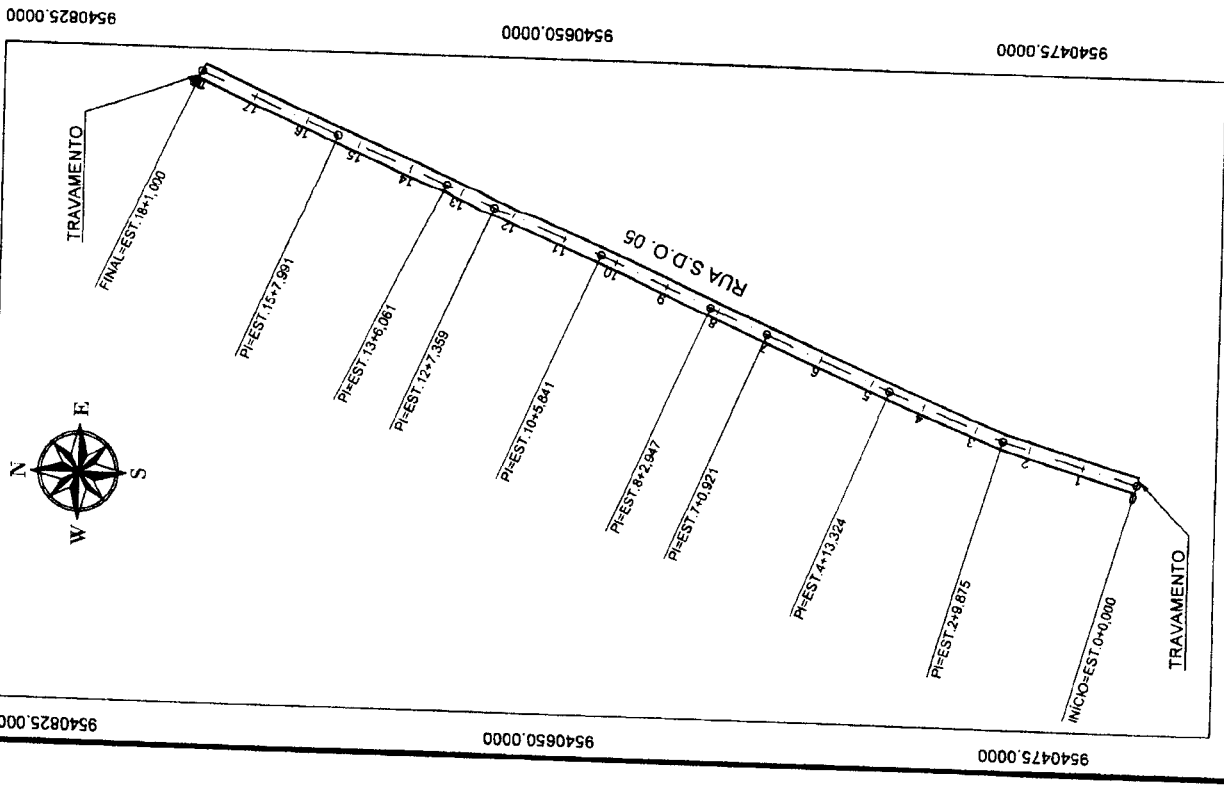 9540825.0000
9540650.0000
9540475.0000
TRAVAMENTO
FINAL=EST.18+1,000
PI=EST.15+7,991
PI=EST.13+6,061
PI=EST.12+7,359
PI=EST.10+5,841
PI=EST.8+2,947
PI=EST.7+0,921
PI=EST.4+13,324
PI=EST.2+9,875
INÍCIO=EST.0+0,000
TRAVAMENTO
RUA S.D.O. 05
17
16
15
14
13
12
11
10
9
8
7
6
5
4
3
2
1
0
N
E
S
W
9540825.000
9540650.0000
9540475.0000